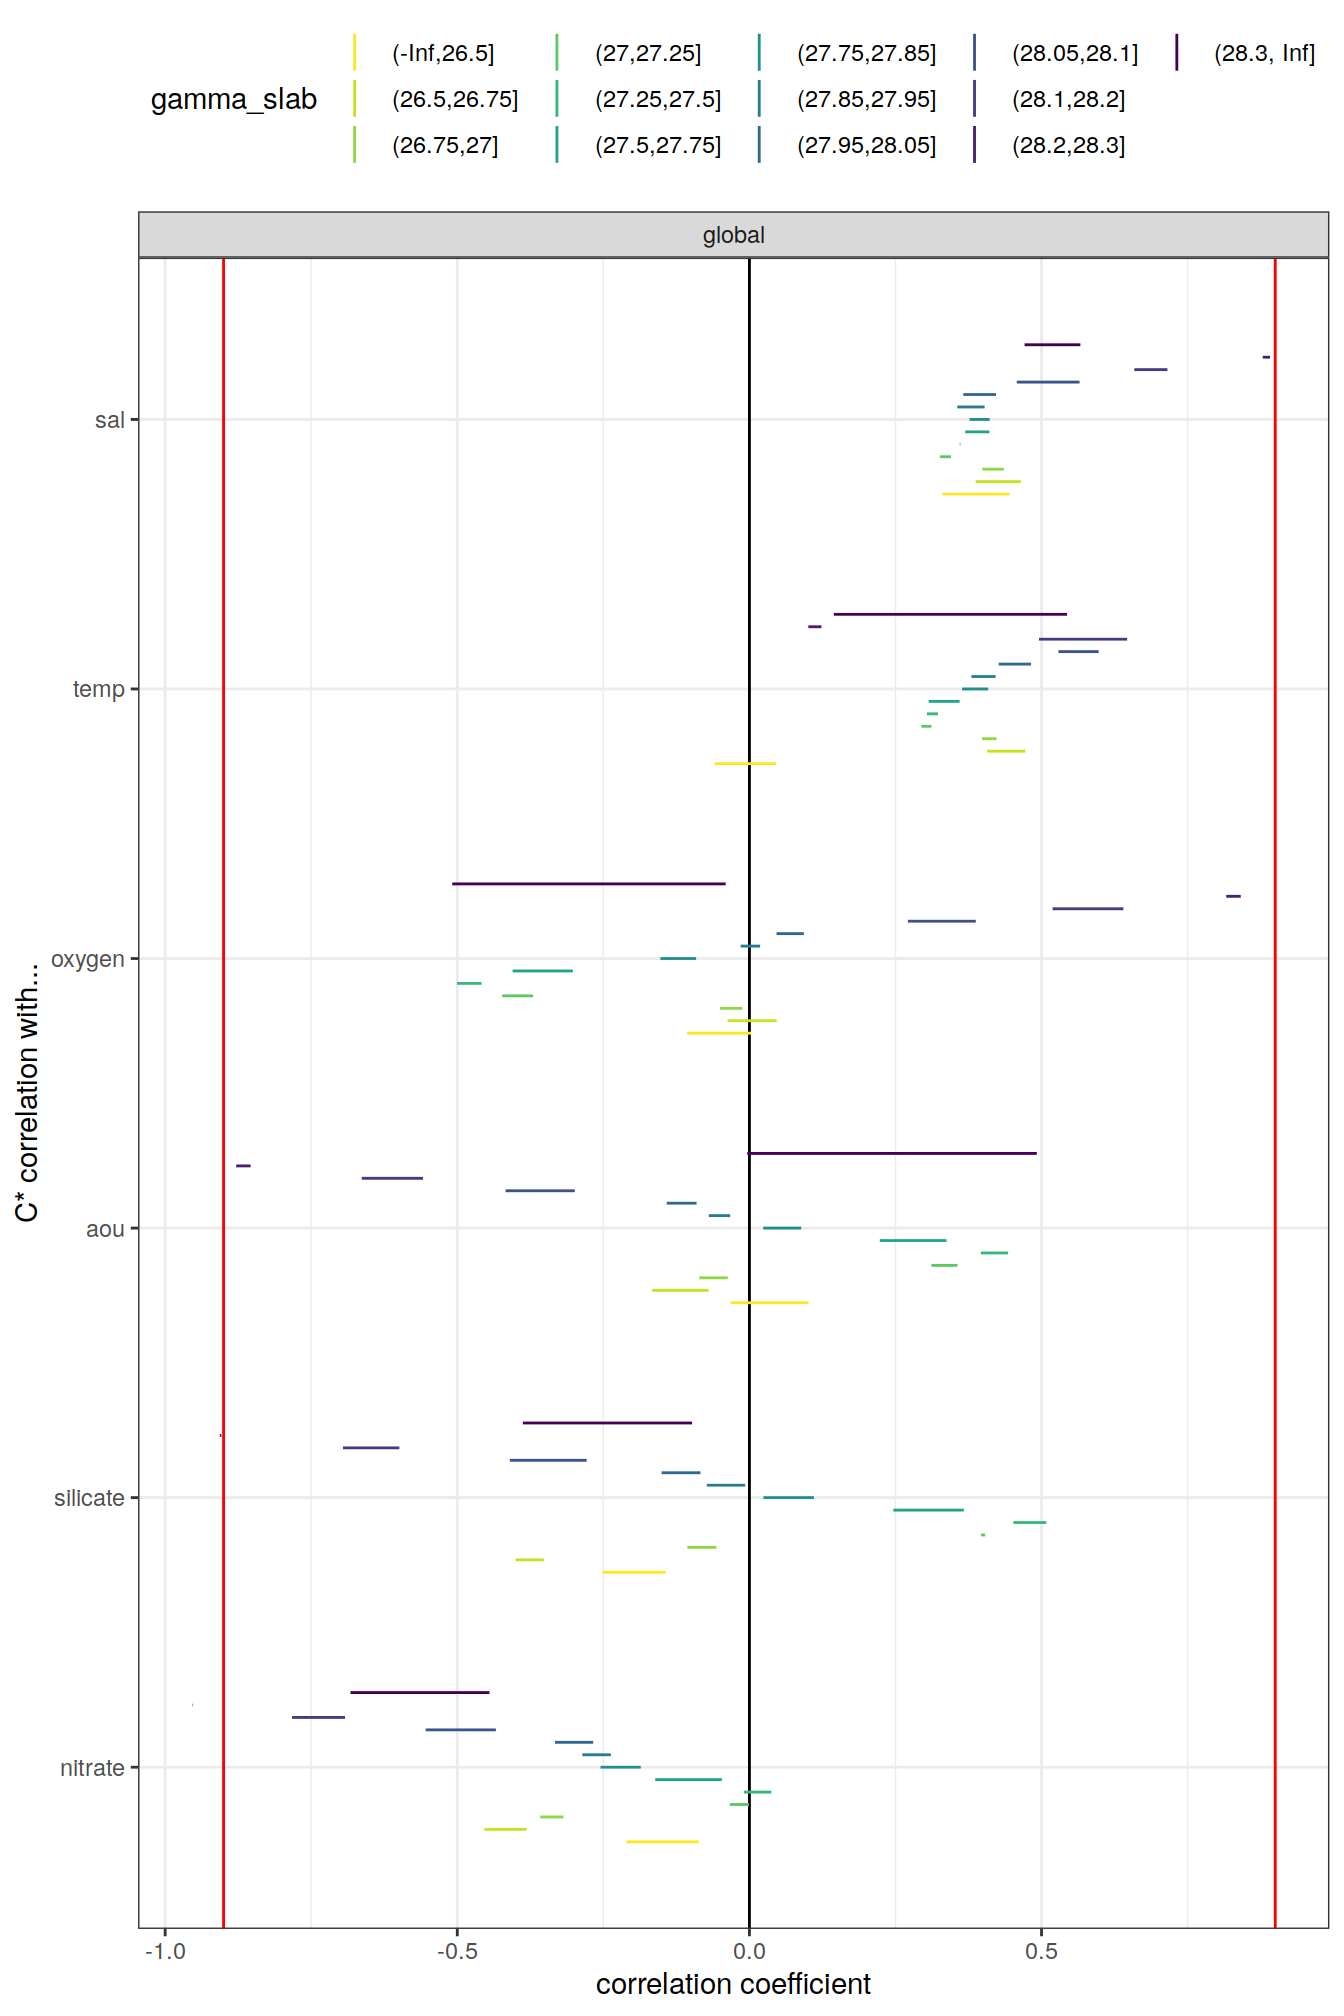 gamma_slab
(-Inf,26.5] (27,27.25] (27.75,27.85] (28.05,28.1] (28.3, Inf]
(26.5,26.75] (27.25,27.5] (27.85,27.95] (28.1,28.2]
(26.75,27] (27.5,27.75] (27.95,28.05] (28.2,28.3]
global
C* correlation with...
sal
temp
oxygen
aou
silicate
nitrate
-1.0 -0.5 0.0 0.5
correlation coefficient